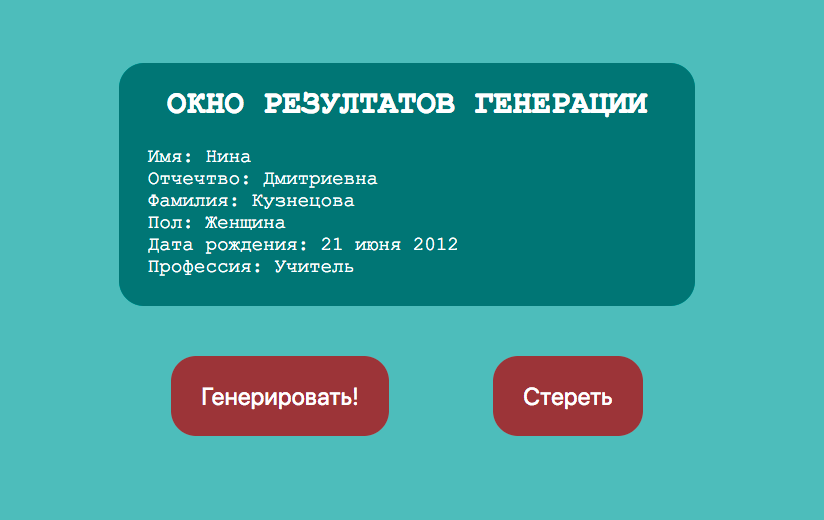 ОКНО РЕЗУЛТАТОВ ГЕНЕРАЦИИ
Имя: Нина
Отчечтво: Дмитриевна
Фамилия: Кузнецова
Пол: Женщина
Дата рождения: 21 июня 2012
Профессия: Учитель
Генерировать!
Стереть